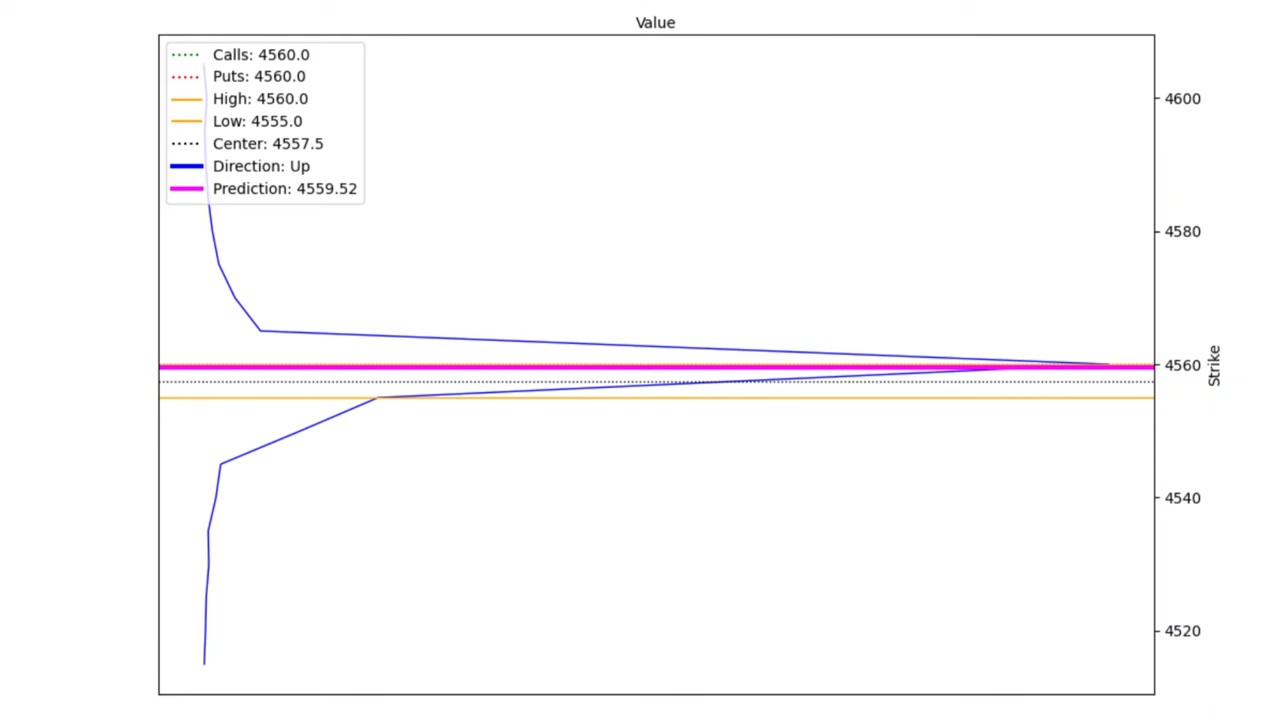 Value
Calls: 4560.0
Puts: 4560.0
High: 4560.0
Low: 4555.0
Center: 4557.5
Direction: Up
Prediction: 4559.52
4600
4580
4560
4540
4520
Strike